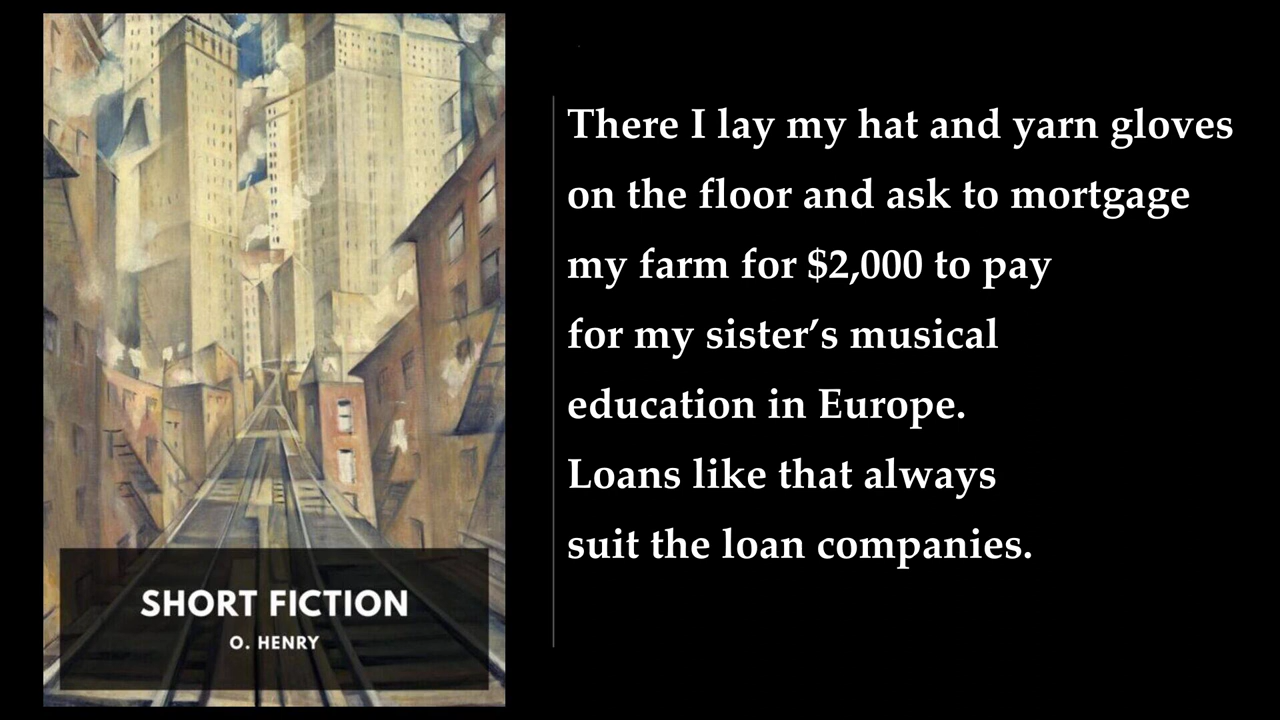 There I lay my hat and yarn gloves
on the floor and ask to mortgage
my farm for $2,000 to pay
for my sister’s musical
education in Europe.
Loans like that always
suit the loan companies.
SHORT FICTION
O. HENRY